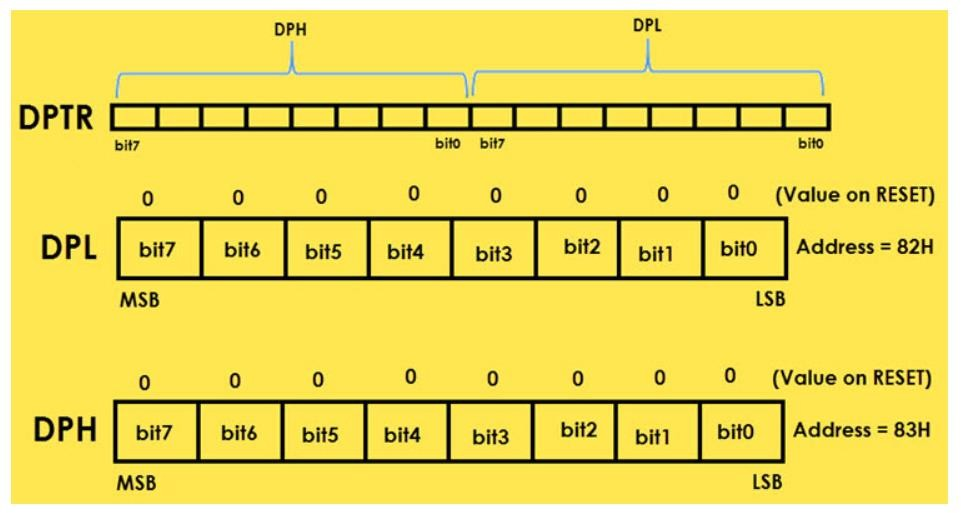 DPH DPL
DPTR
bit7 bit0 bit7 bit0
0 0 0 0 0 0 0 0 (Value on RESET)
DPL bit7 bit6 bit5 bit4 bit3 bit2 bit1 bit0 Address = 82H
MSB LSB
0 0 0 0 0 0 0 0 (Value on RESET)
DPH bit7 bit6 bit5 bit4 bit3 bit2 bit1 bit0 Address = 83H
MSB LSB